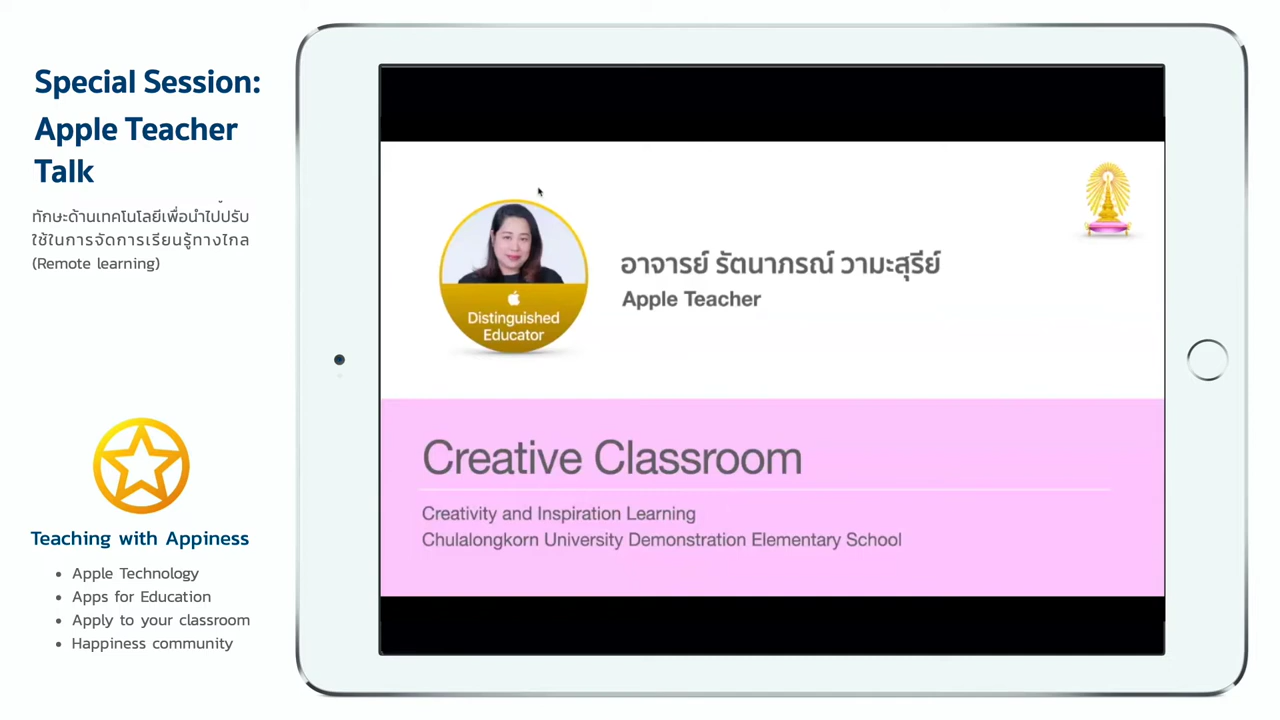 Special Session:
Apple Teacher
Talk
ทักษะด้านเทคโนโลยีเพื่อนำไปปรับ
ใช้ในการจัดการเรียนรู้ทางไกล
(Remote learning)
Teaching with Appiness
• Apple Technology
• Apps for Education
• Apply to your classroom
• Happiness community
Distinguished
Educator
อาจารย์ รัตนาภรณ์ วามะสุรีย์
Apple Teacher
Creative Classroom
Creativity and Inspiration Learning
Chulalongkorn University Demonstration Elementary School